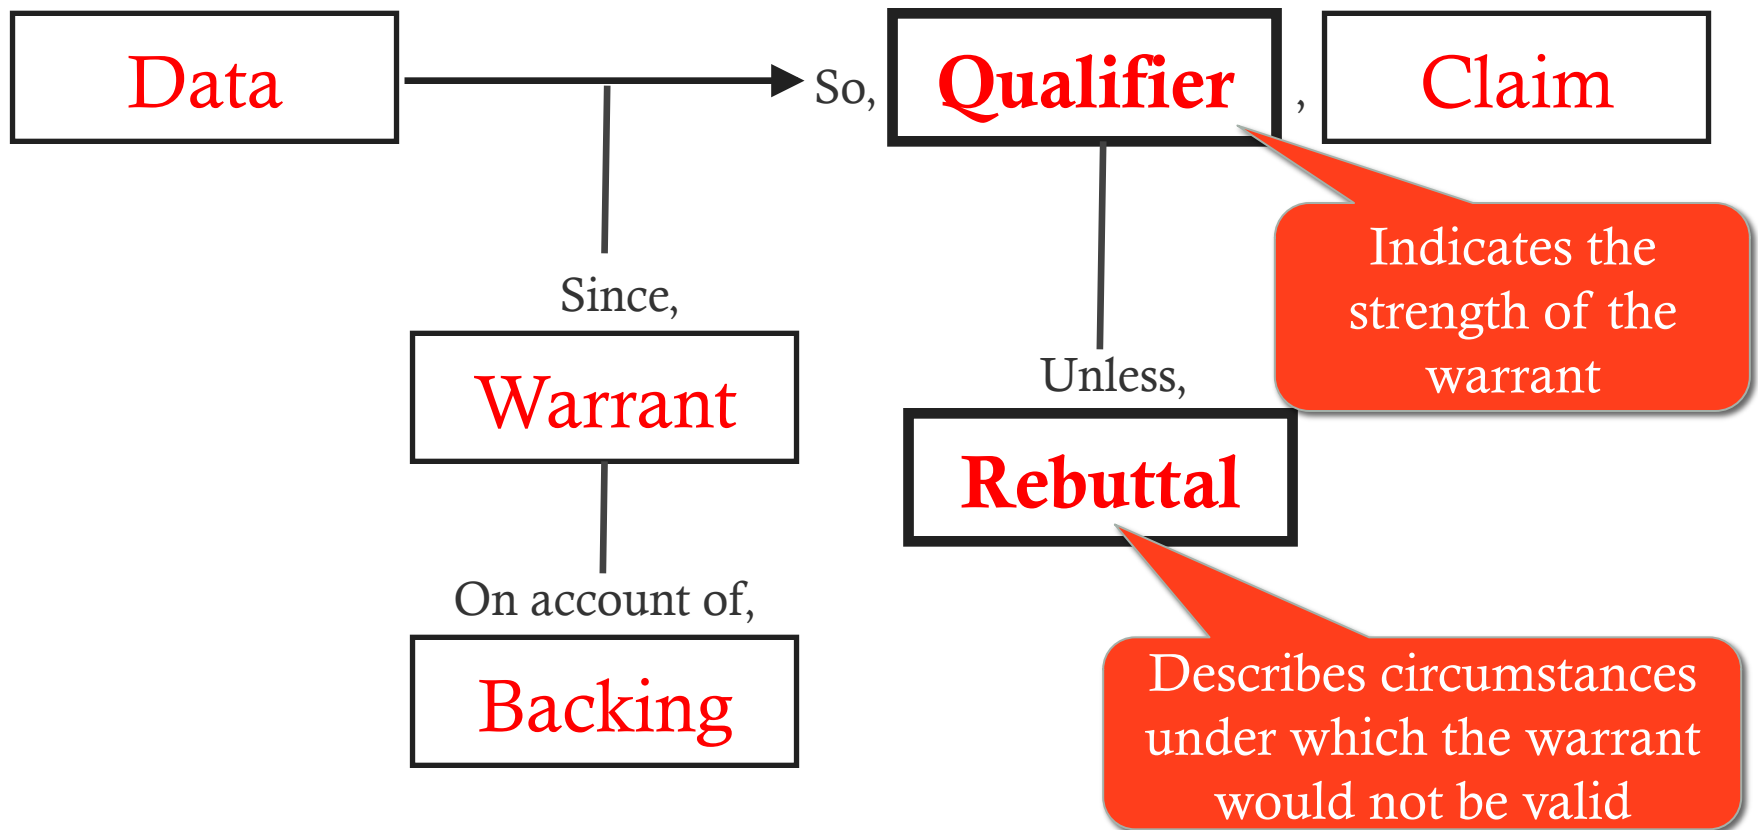 Data
So,
Qualifier
,
Claim
Indicates the
strength of the
warrant
Since,
Warrant
Unless,
Rebuttal
On account of,
Backing
Describes circumstances
under which the warrant
would not be valid